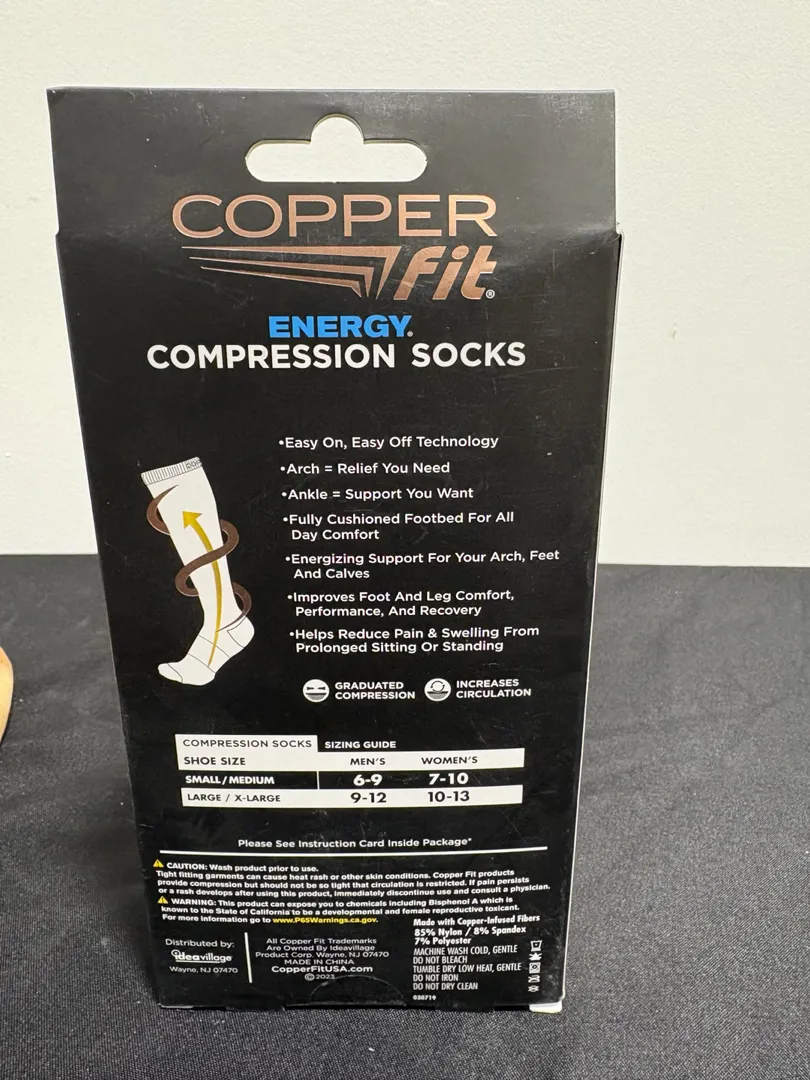 COPPER
fit®
ENERGY®
COMPRESSION SOCKS
•Easy On, Easy Off Technology
•Arch = Relief You Need
•Ankle = Support You Want
•Fully Cushioned Footbed For All
Day Comfort
•Energizing Support For Your Arch, Feet
And Calves
•Improves Foot And Leg Comfort,
Performance, And Recovery
•Helps Reduce Pain & Swelling From
Prolonged Sitting Or Standing
GRADUATED
COMPRESSION
INCREASES
CIRCULATION
COMPRESSION SOCKS SIZING GUIDE
SHOE SIZE MEN'S WOMEN'S
SMALL/MEDIUM 6-9 7-10
LARGE / X-LARGE 9-12 10-13
Please See Instruction Card Inside Package*
CAUTION: Wash product prior to use.
Tight fitting garments can cause heat rash or other skin conditions. Copper Fit products
provide compression but should not be so tight that circulation is restricted. If pain persists
or a rash develops after using this product, immediately discontinue use and consult a physician.
WARNING: This product can expose you to chemicals including Bisphenol A which is
known to the State of California to be a developmental and female reproductive toxicant.
For more information go to www.P65Warnings.ca.gov.
Distributed by:
ideavillage
Wayne, NJ 07470
All Copper Fit Trademarks
Are Owned By Ideavillage
Product Corp. Wayne, NJ 07470
MADE IN CHINA
CopperFitUSA.com
©2023
Made with Copper-Infused Fibers
85% Nylon / 8% Spandex
7% Polyester
MACHINE WASH COLD, GENTLE
DO NOT BLEACH
TUMBLE DRY LOW HEAT, GENTLE
DO NOT IRON
DO NOT DRY CLEAN
030719